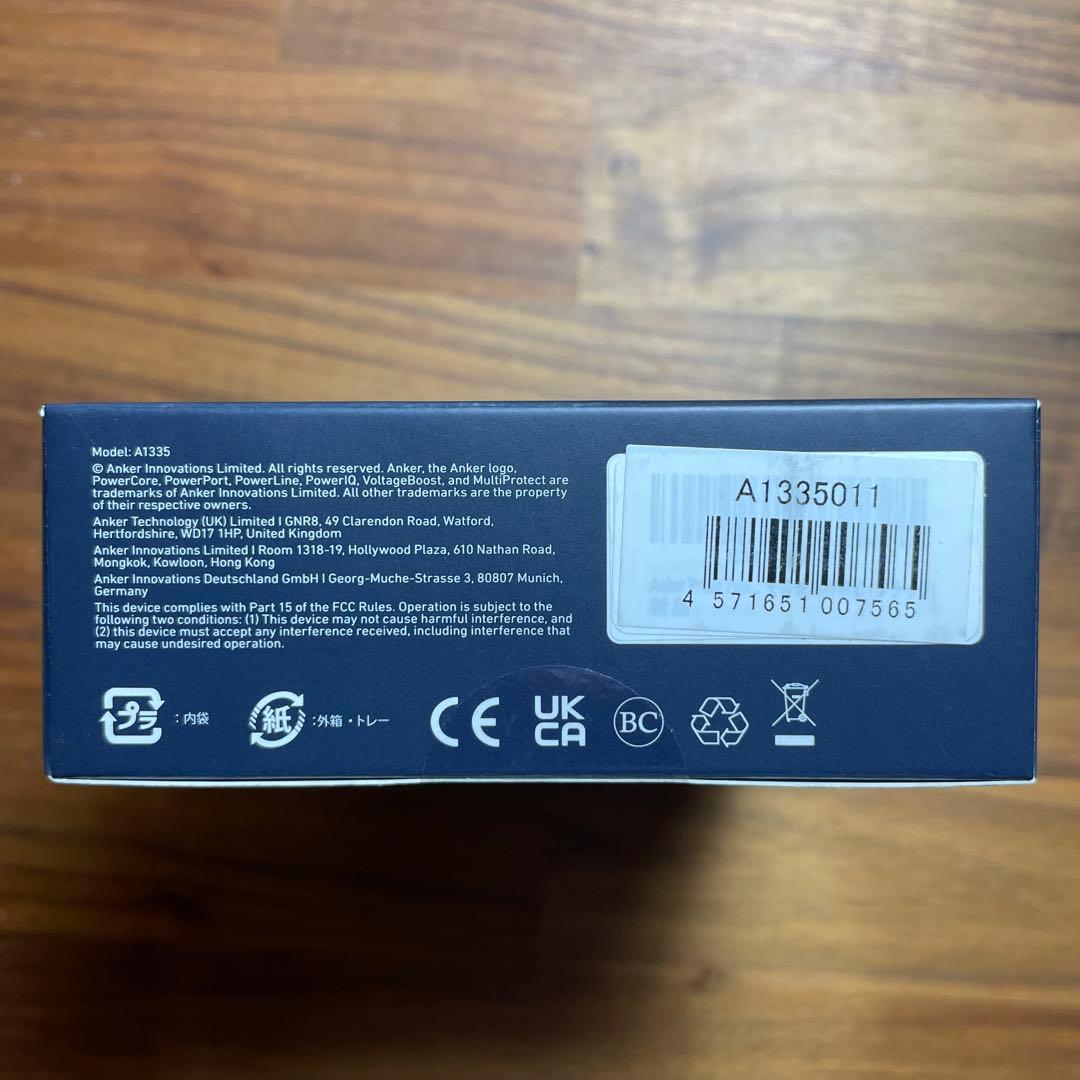 Model: A1335
© Anker Innovations Limited. All rights reserved. Anker, the Anker logo,
PowerCore, PowerPort, PowerLine, PowerIQ, VoltageBoost, and MultiProtect are
trademarks of Anker Innovations Limited. All other trademarks are the property
of their respective owners.
Anker Technology (UK) Limited I GNR8, 49 Clarendon Road, Watford,
Hertfordshire, WD17 1HP, United Kingdom
Anker Innovations Limited I Room 1318-19, Hollywood Plaza, 610 Nathan Road,
Mongkok, Kowloon, Hong Kong
Anker Innovations Deutschland GmbH I Georg-Muche-Strasse 3, 80807 Munich,
Germany
This device complies with Part 15 of the FCC Rules. Operation is subject to the
following two conditions: (1) This device may not cause harmful interference, and
(2) this device must accept any interference received, including interference that
may cause undesired operation.
A1335011
4 571651 007565
プラ :内袋
紙 :外箱・トレー
CE
UK
CA
BC